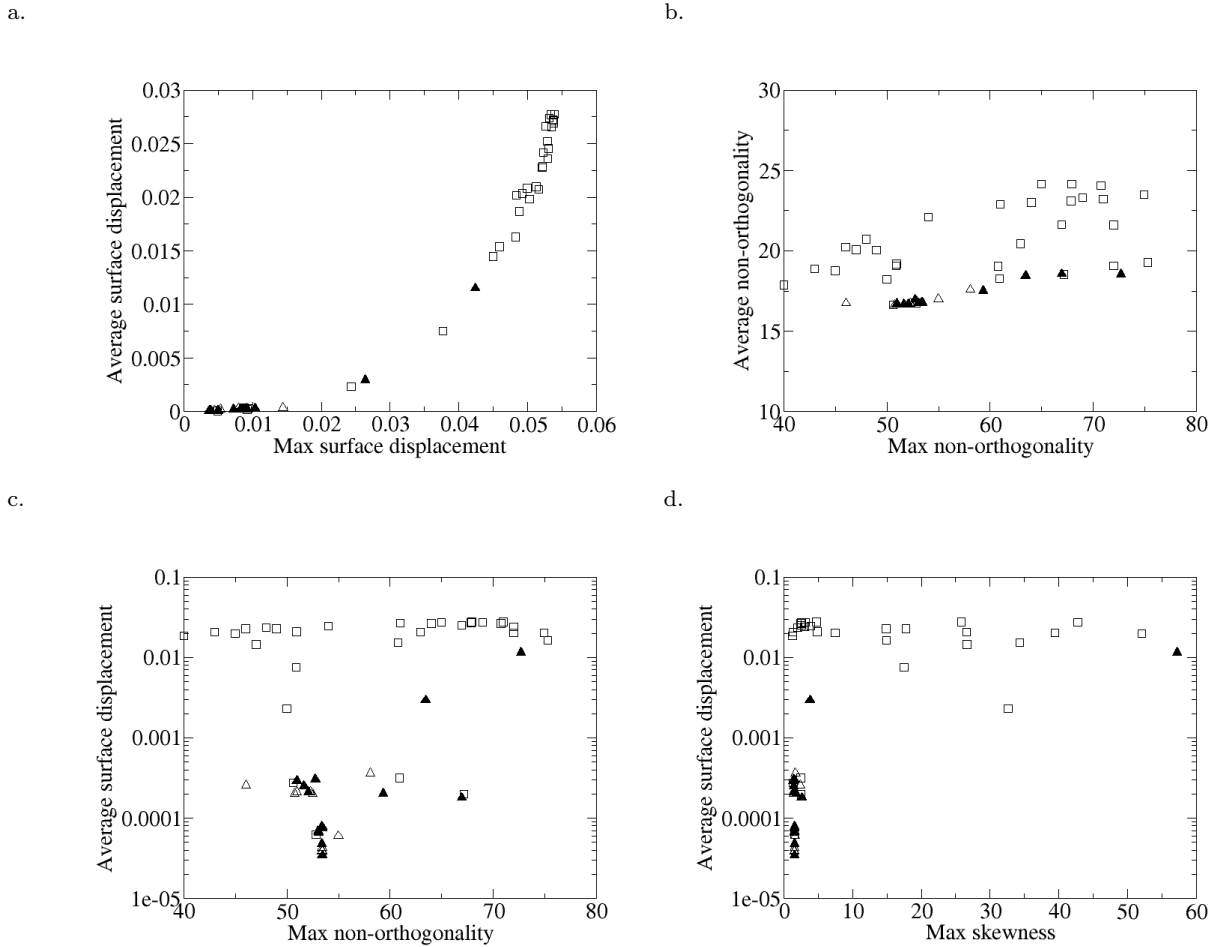 a.
b.
0.03
0.025
0.02
0.015
0.01
0.005
0
Average surface displacement
0 0.01 0.02 0.03 0.04 0.05 0.06
Max surface displacement
30
25
20
15
10
Average non-orthogonality
40 50 60 70 80
Max non-orthogonality
c.
d.
0.1
0.01
0.001
0.0001
1e-05
Average surface displacement
40 50 60 70 80
Max non-orthogonality
0.1
0.01
0.001
0.0001
1e-05
Average surface displacement
0 10 20 30 40 50 60
Max skewness